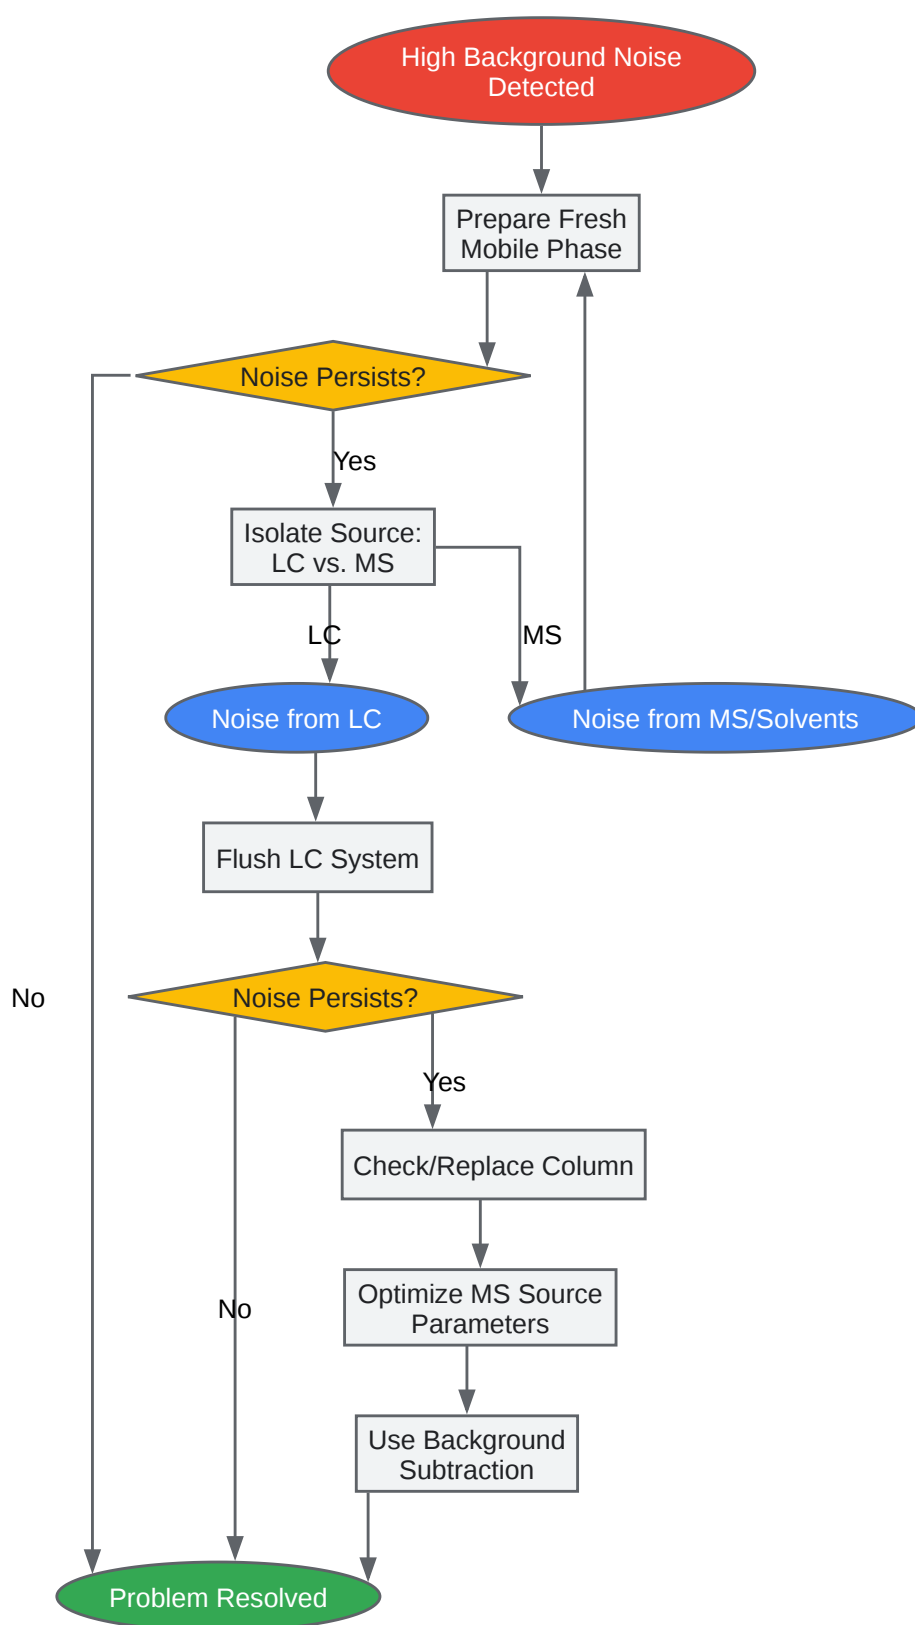 High Background Noise
Detected
Prepare Fresh
Mobile Phase
Noise Persists?
Yes
Isolate Source:
LC vs. MS
LC
MS
Noise from LC
Noise from MS/Solvents
Flush LC System
No
Noise Persists?
Yes
Check/Replace Column
Optimize MS Source
Parameters
No
Use Background
Subtraction
Problem Resolved